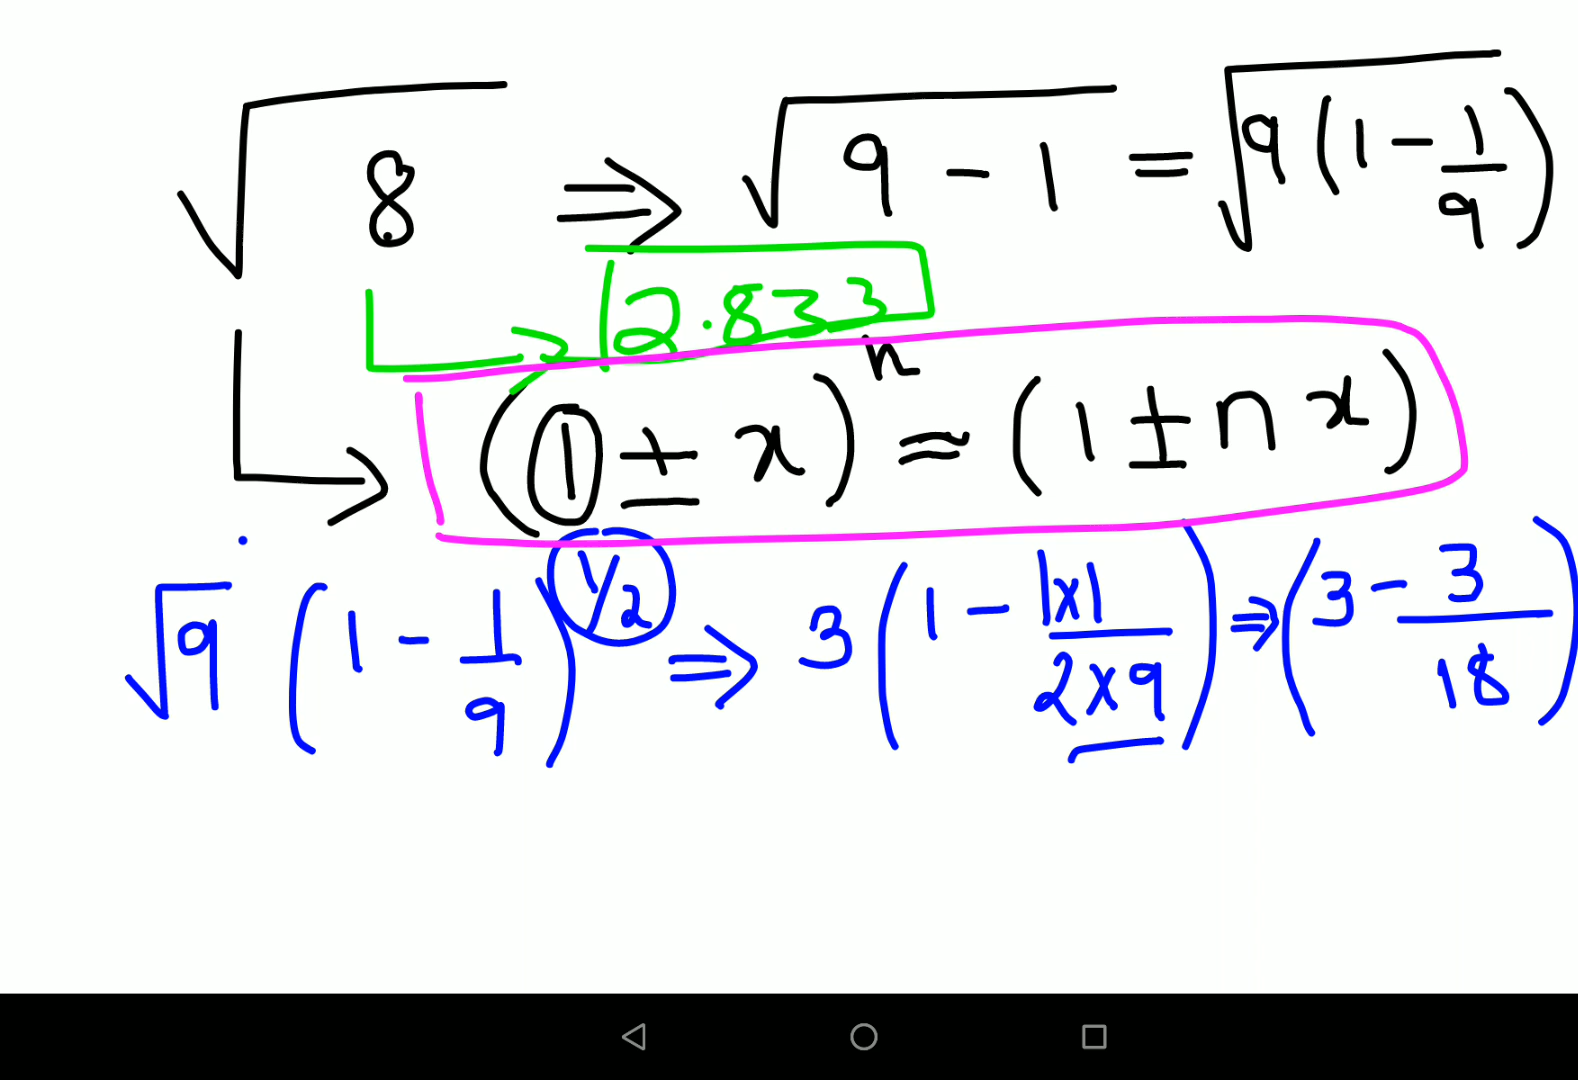 √8 ⇒ √(9 - 1) = √(9(1 - 1/9))
2.833
(1 ± x)ⁿ ≈ (1 ± nx)
√9 (1 - 1/9)^1/2 ⇒ 3(1 - 1×1/2×9) ⇒ (3 - 3/18)